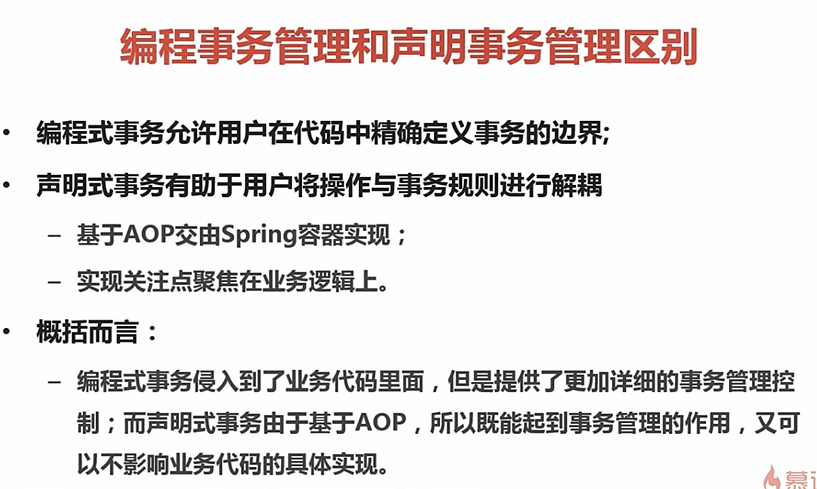 编程事务管理和声明事务管理区别
• 编程式事务允许用户在代码中精确定义事务的边界;
• 声明式事务有助于用户将操作与事务规则进行解耦
– 基于AOP交由Spring容器实现；
– 实现关注点聚焦在业务逻辑上。
• 概括而言：
– 编程式事务侵入到了业务代码里面，但是提供了更加详细的事务管理控
制；而声明式事务由于基于AOP，所以既能起到事务管理的作用，又可
以不影响业务代码的具体实现。